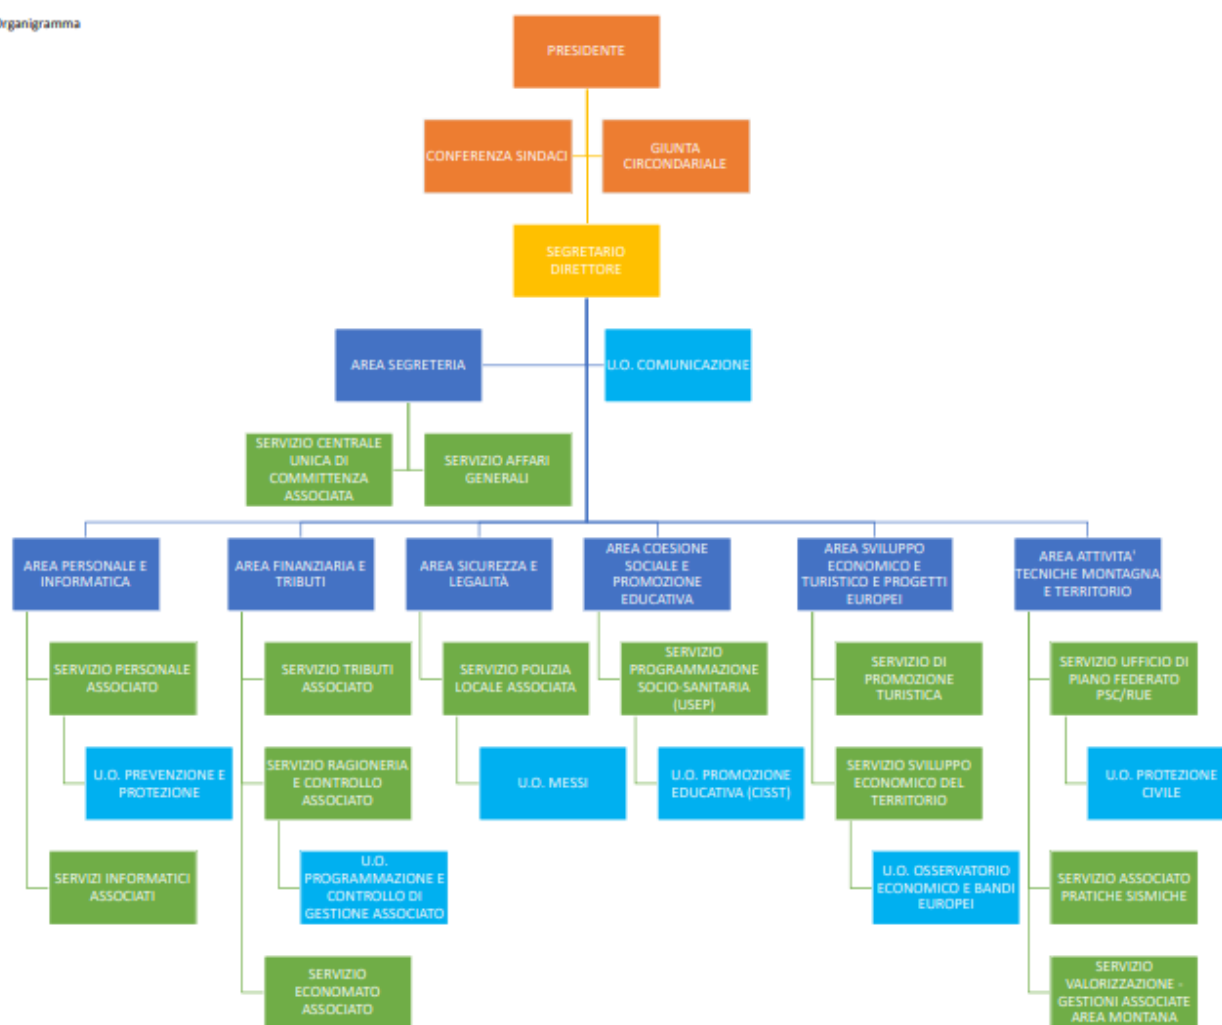 Organigramma
PRESIDENTE
CONFERENZA SINDACI
GIUNTA
CIRCONDARIALE
SEGRETARIO
DIRETTORE
AREA SEGRETERIA
U.O. COMUNICAZIONE
SERVIZIO CENTRALE
UNICA DI
COMMITTENZA
ASSOCIATA
SERVIZIO AFFARI
GENERALI
AREA PERSONALE E
INFORMATICA
AREA FINANZIARIA E
TRIBUTI
AREA SICUREZZA E
LEGALITÀ
AREA COESIONE
SOCIALE E
PROMOZIONE
EDUCATIVA
AREA SVILUPPO
ECONOMICO E
TURISTICO E PROGETTI
EUROPEI
AREA ATTIVITA'
TECNICHE MONTAGNA
E TERRITORIO
SERVIZIO PERSONALE
ASSOCIATO
SERVIZIO TRIBUTI
ASSOCIATO
SERVIZIO POLIZIA
LOCALE ASSOCIATA
SERVIZIO
PROGRAMMAZIONE
SOCIO-SANITARIA
(USEP)
SERVIZIO DI
PROMOZIONE
TURISTICA
SERVIZIO UFFICIO DI
PIANO FEDERATO
PSC/RUE
U.O. PREVENZIONE E
PROTEZIONE
SERVIZIO RAGIONERIA
E CONTROLLO
ASSOCIATO
U.O. MESSI
U.O. PROMOZIONE
EDUCATIVA (CISST)
SERVIZIO SVILUPPO
ECONOMICO DEL
TERRITORIO
U.O. PROTEZIONE
CIVILE
SERVIZI INFORMATICI
ASSOCIATI
U.O.
PROGRAMMAZIONE E
CONTROLLO DI
GESTIONE ASSOCIATO
U.O. OSSERVATORIO
ECONOMICO E BANDI
EUROPEI
SERVIZIO ASSOCIATO
PRATICHE SISMICHE
SERVIZIO
ECONOMATO
ASSOCIATO
SERVIZIO
VALORIZZAZIONE -
GESTIONI ASSOCIATE
AREA MONTANA